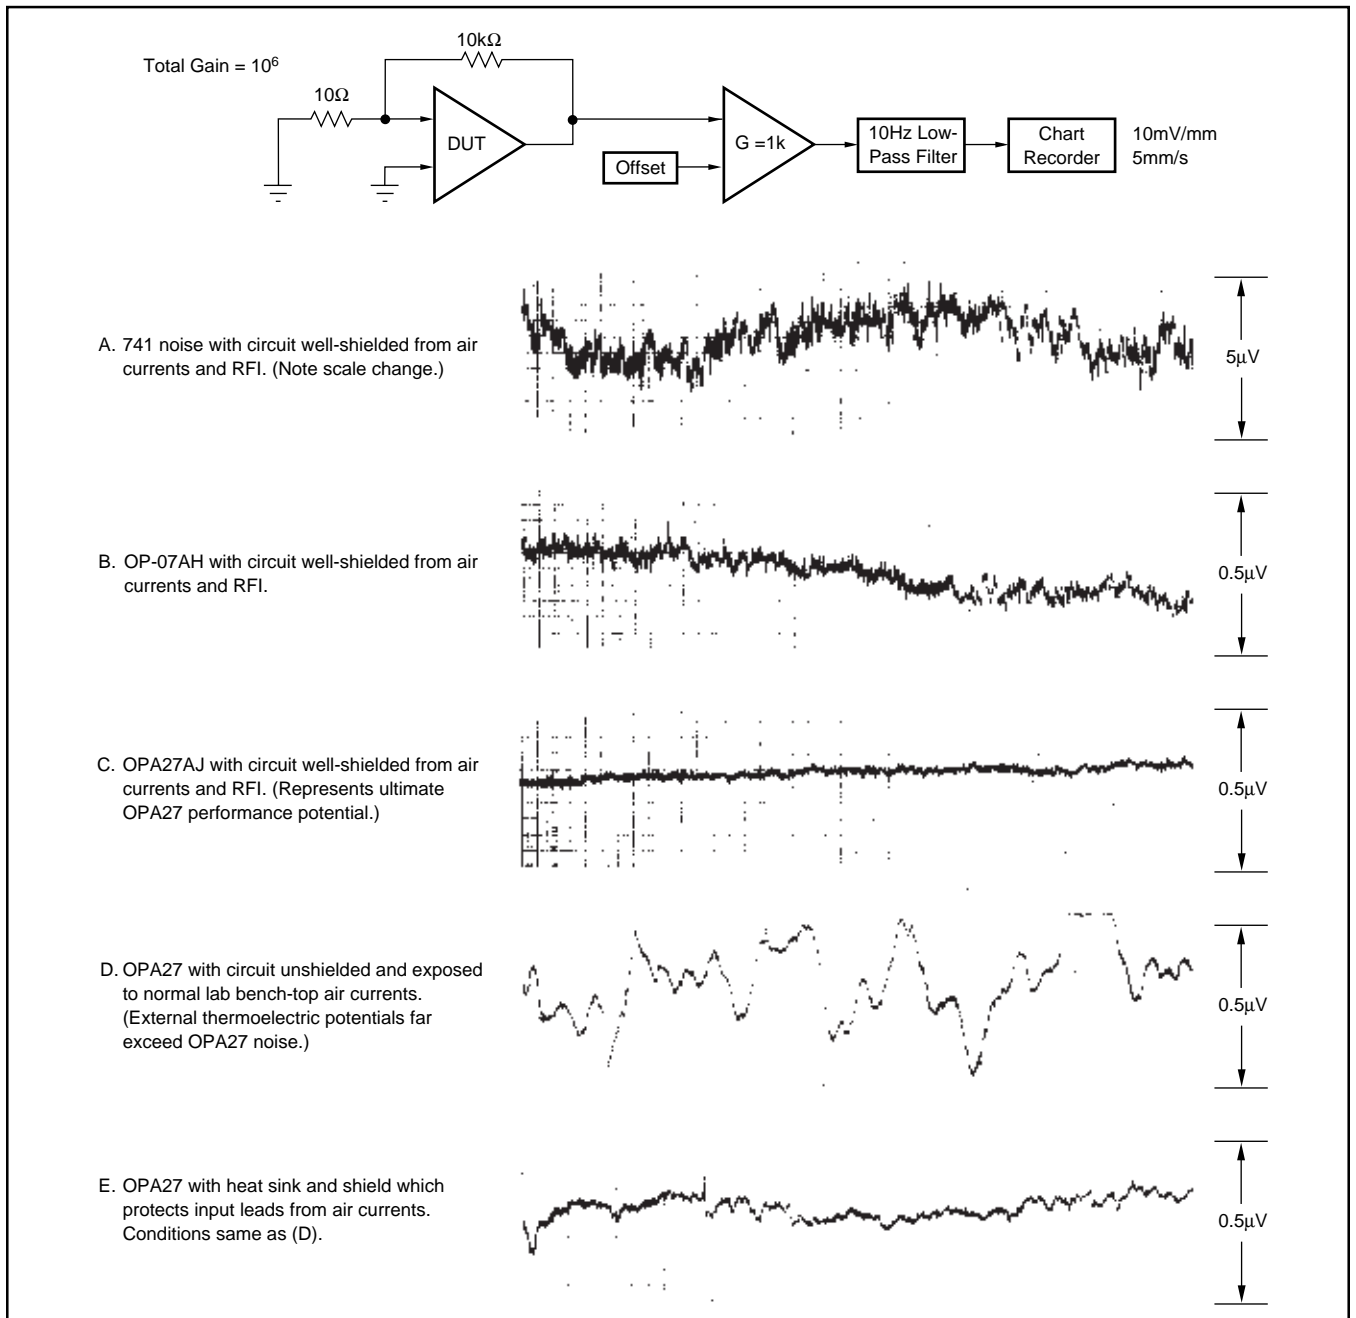 Total Gain = 10⁶
10kΩ
10Ω
DUT
Offset
G =1k
10Hz Low-
Pass Filter
Chart
Recorder
10mV/mm
5mm/s
A. 741 noise with circuit well-shielded from air
currents and RFI. (Note scale change.)
5µV
B. OP-07AH with circuit well-shielded from air
currents and RFI.
0.5µV
C. OPA27AJ with circuit well-shielded from air
currents and RFI. (Represents ultimate
OPA27 performance potential.)
0.5µV
D. OPA27 with circuit unshielded and exposed
to normal lab bench-top air currents.
(External thermoelectric potentials far
exceed OPA27 noise.)
0.5µV
E. OPA27 with heat sink and shield which
protects input leads from air currents.
Conditions same as (D).
0.5µV